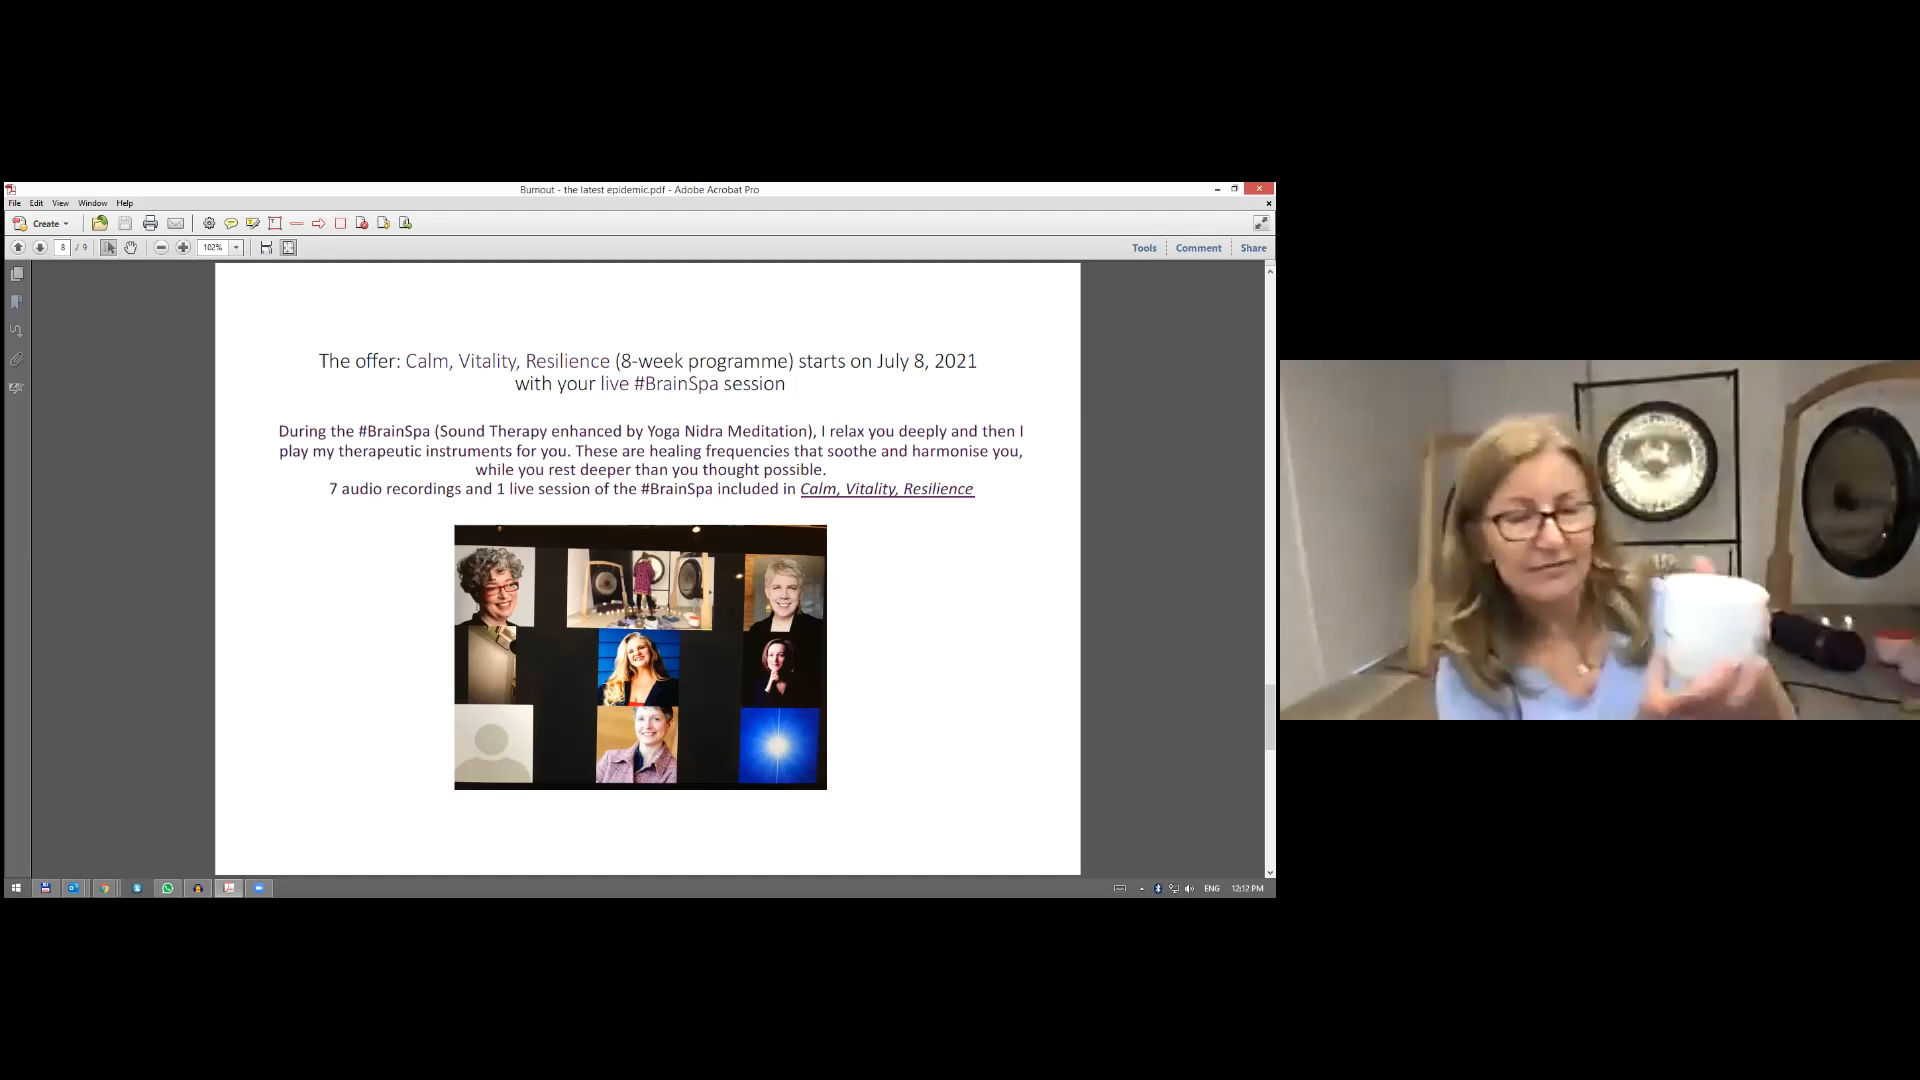 Burnout - the latest epidemic.pdf - Adobe Acrobat Pro
File Edit View Window Help
Create
8 / 9 102% Tools Comment Share
The offer: Calm, Vitality, Resilience (8-week programme) starts on July 8, 2021
with your live #BrainSpa session
During the #BrainSpa (Sound Therapy enhanced by Yoga Nidra Meditation), I relax you deeply and then I
play my therapeutic instruments for you. These are healing frequencies that soothe and harmonise you,
while you rest deeper than you thought possible.
7 audio recordings and 1 live session of the #BrainSpa included in Calm, Vitality, Resilience
ENG 12:12 PM